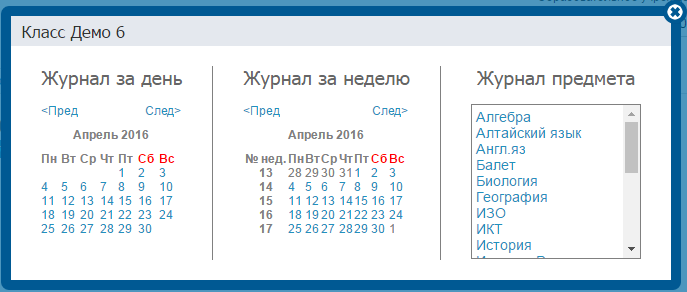 Класс Демо 6
Журнал за день
<Пред След>
Апрель 2016
Пн Вт Ср Чт Пт Сб Вс
1 2 3
4 5 6 7 8 9 10
11 12 13 14 15 16 17
18 19 20 21 22 23 24
25 26 27 28 29 30
Журнал за неделю
<Пред След>
Апрель 2016
№ нед. Пн Вт Ср Чт Пт Сб Вс
13 28 29 30 31 1 2 3
14 4 5 6 7 8 9 10
15 11 12 13 14 15 16 17
16 18 19 20 21 22 23 24
17 25 26 27 28 29 30 1
Журнал предмета
Алгебра
Алтайский язык
Англ.яз
Балет
Биология
География
ИЗО
ИКТ
История